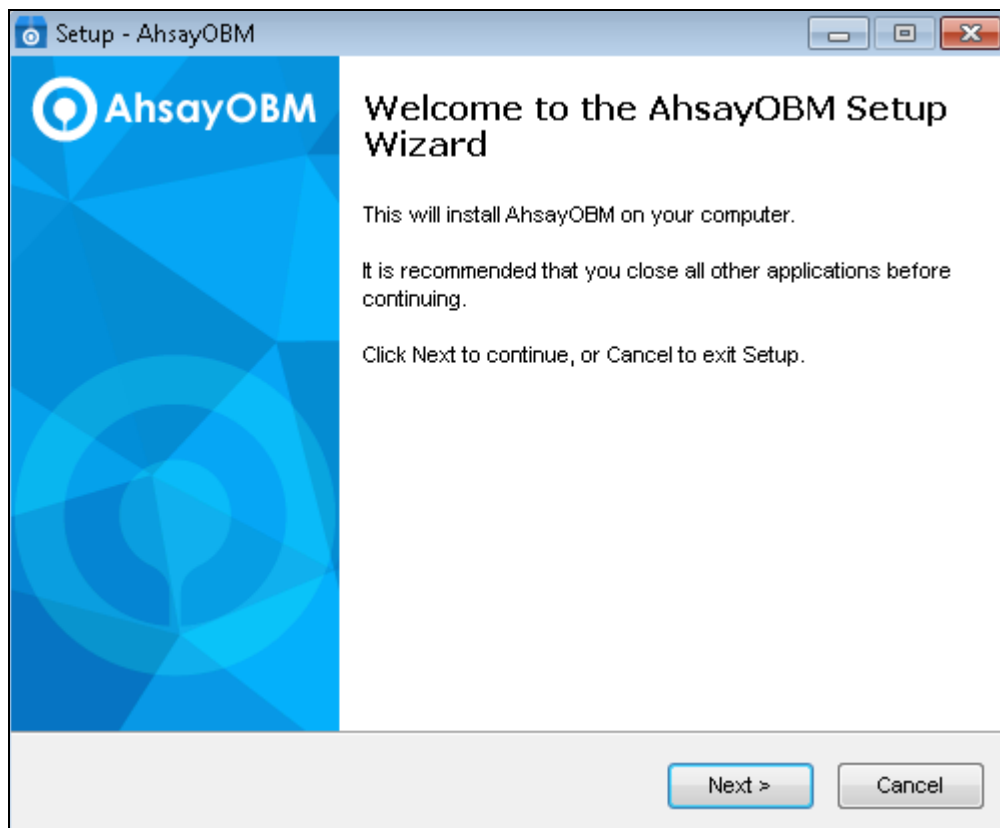 Setup - AhsayOBM
AhsayOBM
Welcome to the AhsayOBM Setup
Wizard
This will install AhsayOBM on your computer.
It is recommended that you close all other applications before
continuing.
Click Next to continue, or Cancel to exit Setup.
Next >
Cancel